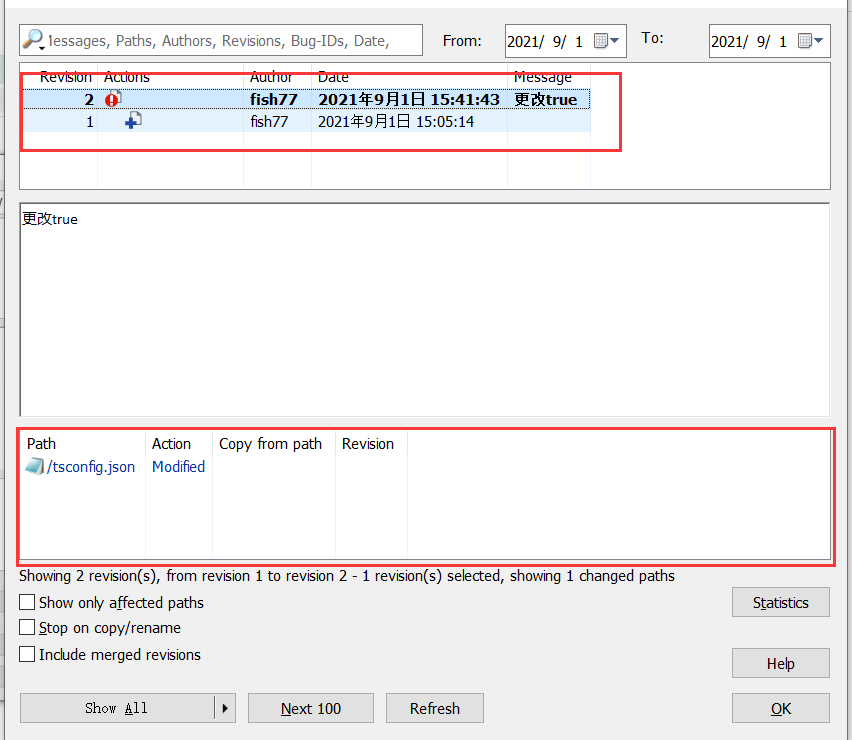 Messages, Paths, Authors, Revisions, Bug-IDs, Date,
From: 2021/ 9/ 1 To: 2021/ 9/ 1
Revision Actions Author Date Message
2 fish77 2021年9月1日 15:41:43 更改true
1 fish77 2021年9月1日 15:05:14
更改true
Path Action Copy from path Revision
/tsconfig.json Modified
Showing 2 revision(s), from revision 1 to revision 2 - 1 revision(s) selected, showing 1 changed paths
Show only affected paths
Statistics
Stop on copy/rename
Include merged revisions
Help
Show All Next 100 Refresh OK